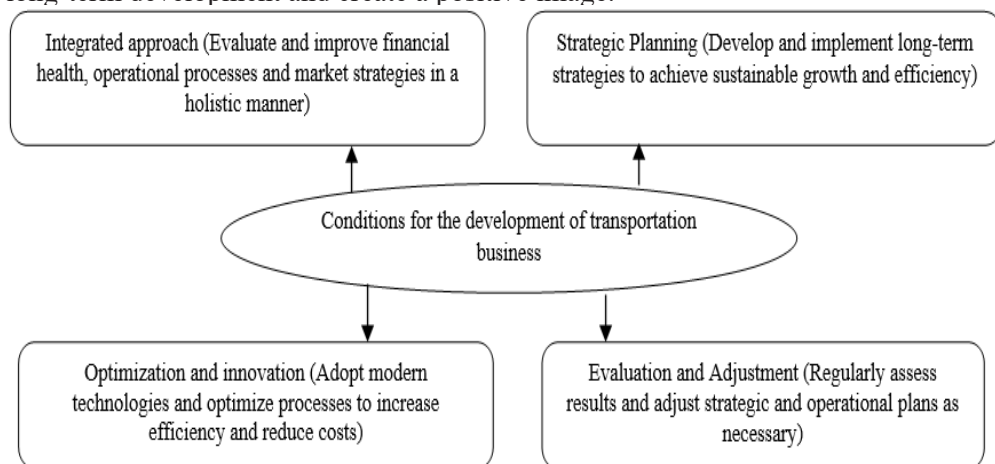 long-term development and create a positive image.
Integrated approach (Evaluate and improve financial
health, operational processes and market strategies in a
holistic manner)
Strategic Planning (Develop and implement long-term
strategies to achieve sustainable growth and efficiency)
Conditions for the development of transportation
business
Optimization and innovation (Adopt modern
technologies and optimize processes to increase
efficiency and reduce costs)
Evaluation and Adjustment (Regularly assess
results and adjust strategic and operational plans as
necessary)